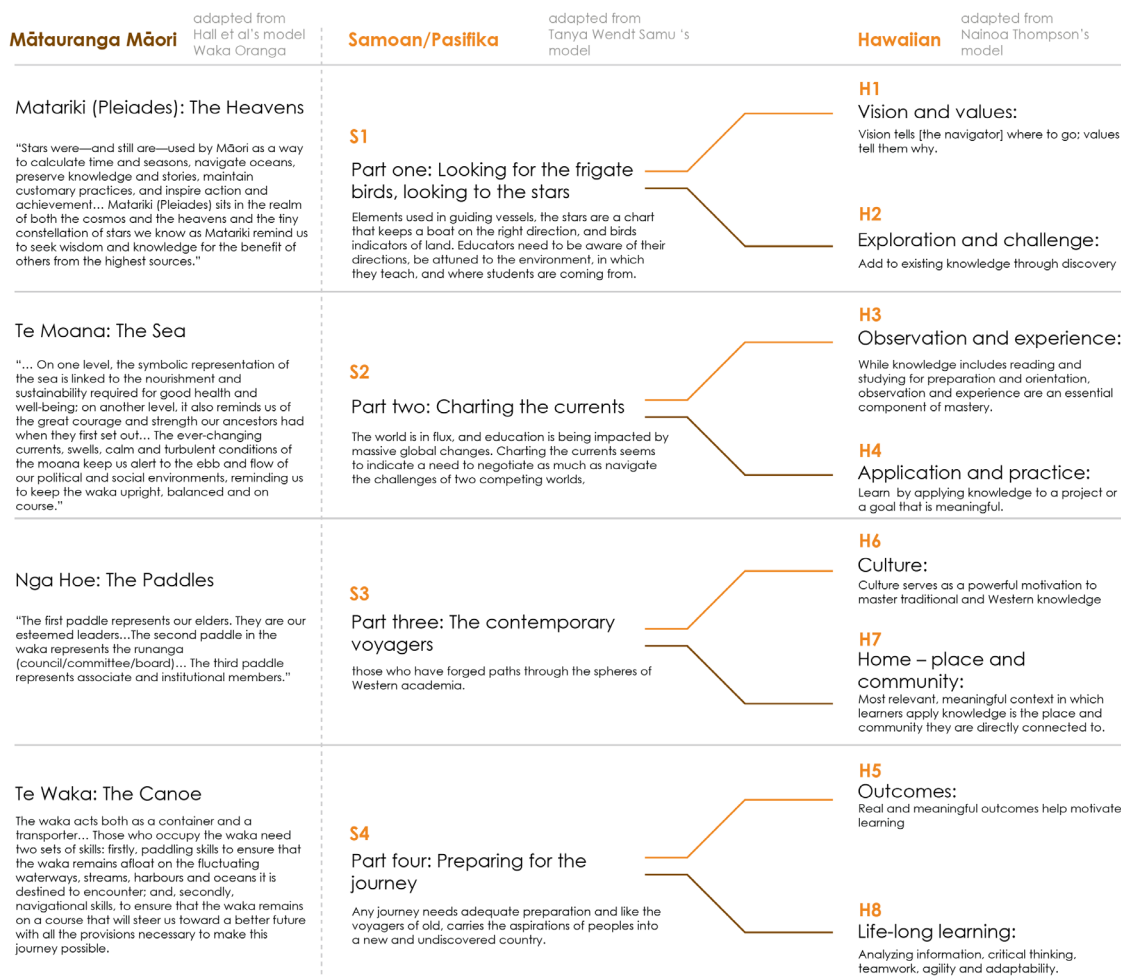 Mātauranga Māori
adapted from
Hall et al's model
Waka Oranga
Samoan/Pasifika
adapted from
Tanya Wendt Samu 's
model
Hawaiian
adapted from
Nainoa Thompson's
model
Matariki (Pleiades): The Heavens
“Stars were—and still are—used by Māori as a way
to calculate time and seasons, navigate oceans,
preserve knowledge and stories, maintain
customary practices, and inspire action and
achievement... Matariki (Pleiades) sits in the realm
of both the cosmos and the heavens and the tiny
constellation of stars we know as Matariki remind us
to seek wisdom and knowledge for the benefit of
others from the highest sources.”
S1
Part one: Looking for the frigate
birds, looking to the stars
Elements used in guiding vessels, the stars are a chart
that keeps a boat on the right direction, and birds
indicators of land. Educators need to be aware of their
directions, be attuned to the environment, in which
they teach, and where students are coming from.
H1
Vision and values:
Vision tells [the navigator] where to go; values
tell them why.
H2
Exploration and challenge:
Add to existing knowledge through discovery
Te Moana: The Sea
“... On one level, the symbolic representation of
the sea is linked to the nourishment and
sustainability required for good health and
well-being; on another level, it also reminds us of
the great courage and strength our ancestors had
when they first set out... The ever-changing
currents, swells, calm and turbulent conditions of
the moana keep us alert to the ebb and flow of
our political and social environments, reminding us
to keep the waka upright, balanced and on
course.”
S2
Part two: Charting the currents
The world is in flux, and education is being impacted by
massive global changes. Charting the currents seems
to indicate a need to negotiate as much as navigate
the challenges of two competing worlds,
H3
Observation and experience:
While knowledge includes reading and
studying for preparation and orientation,
observation and experience are an essential
component of mastery.
H4
Application and practice:
Learn by applying knowledge to a project or
a goal that is meaningful.
Nga Hoe: The Paddles
“The first paddle represents our elders. They are our
esteemed leaders...The second paddle in the
waka represents the runanga
(council/committee/board)... The third paddle
represents associate and institutional members.”
S3
Part three: The contemporary
voyagers
those who have forged paths through the spheres of
Western academia.
H6
Culture:
Culture serves as a powerful motivation to
master traditional and Western knowledge
H7
Home – place and
community:
Most relevant, meaningful context in which
learners apply knowledge is the place and
community they are directly connected to.
Te Waka: The Canoe
The waka acts both as a container and a
transporter... Those who occupy the waka need
two sets of skills: firstly, paddling skills to ensure that
the waka remains afloat on the fluctuating
waterways, streams, harbours and oceans it is
destined to encounter; and, secondly,
navigational skills, to ensure that the waka remains
on a course that will steer us toward a better future
with all the provisions necessary to make this
journey possible.
S4
Part four: Preparing for the
journey
Any journey needs adequate preparation and like the
voyagers of old, carries the aspirations of peoples into
a new and undiscovered country.
H5
Outcomes:
Real and meaningful outcomes help motivate
learning
H8
Life-long learning:
Analyzing information, critical thinking,
teamwork, agility and adaptability.